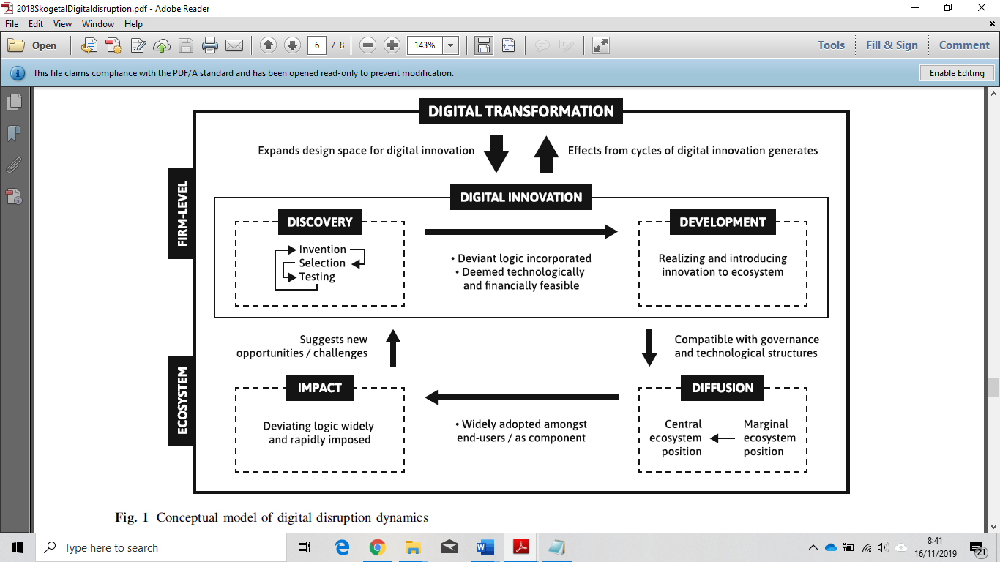 2018SkogetalDigitaldisruption.pdf - Adobe Reader
File Edit View Window Help
Open 6 / 8 143% Tools Fill & Sign Comment
This file claims compliance with the PDF/A standard and has been opened read-only to prevent modification. Enable Editing
DIGITAL TRANSFORMATION
Expands design space for digital innovation
Effects from cycles of digital innovation generates
FIRM-LEVEL
DIGITAL INNOVATION
DISCOVERY
Invention
Selection
Testing
• Deviant logic incorporated
• Deemed technologically
and financially feasible
DEVELOPMENT
Realizing and introducing
innovation to ecosystem
Suggests new
opportunities / challenges
Compatible with governance
and technological structures
ECOSYSTEM
IMPACT
Deviating logic widely
and rapidly imposed
• Widely adopted amongst
end-users / as component
DIFFUSION
Central
ecosystem
position
Marginal
ecosystem
position
Fig. 1 Conceptual model of digital disruption dynamics
Type here to search
8:41
16/11/2019
21